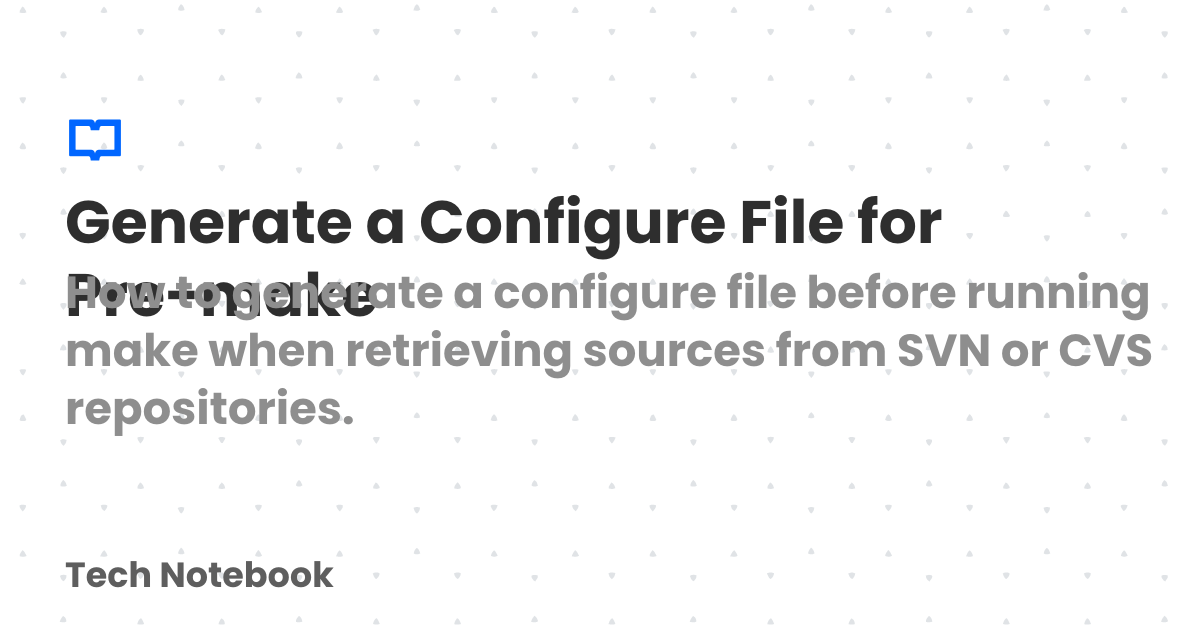 Generate a Configure File for
Pre-make
How to generate a configure file before running
make when retrieving sources from SVN or CVS
repositories.
Tech Notebook